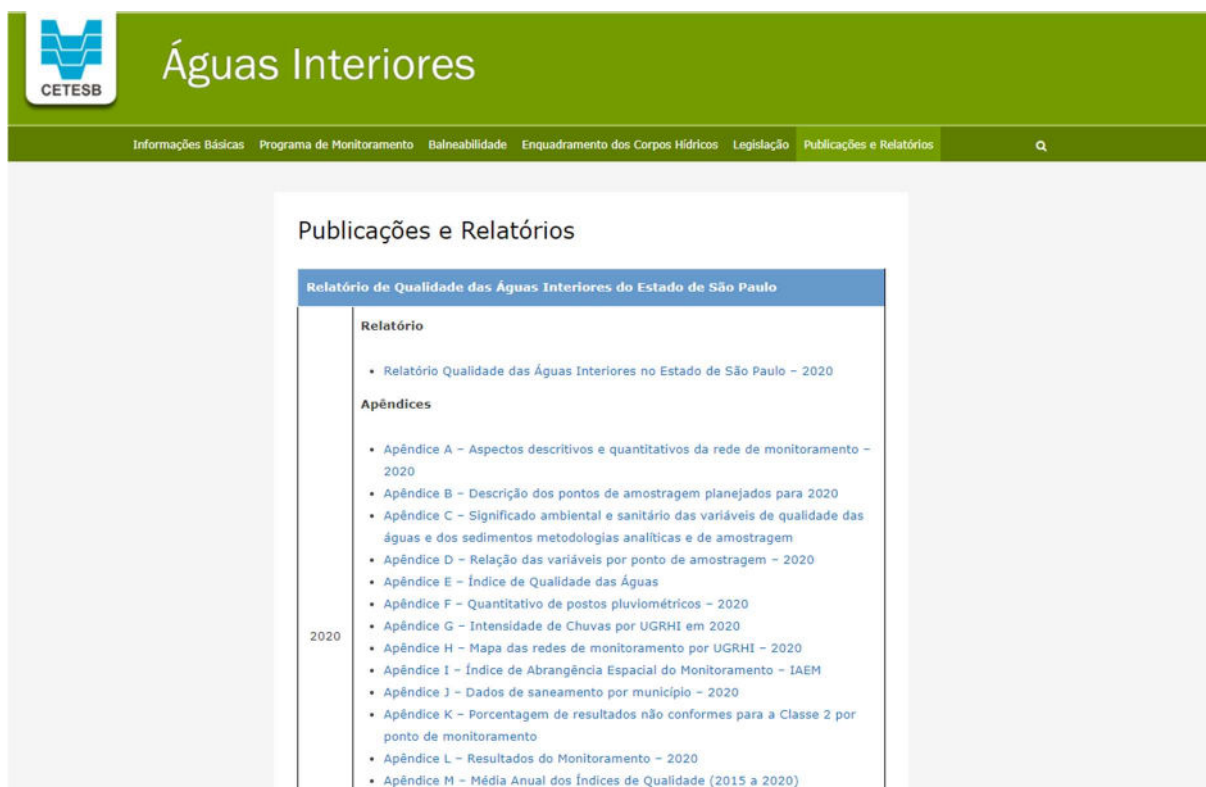 CETESB
Águas Interiores
Informações Básicas Programa de Monitoramento Balneabilidade Enquadramento dos Corpos Hídricos Legislação Publicações e Relatórios
Publicações e Relatórios
Relatório de Qualidade das Águas Interiores do Estado de São Paulo
2020
Relatório
• Relatório Qualidade das Águas Interiores no Estado de São Paulo – 2020
Apêndices
• Apêndice A – Aspectos descritivos e quantitativos da rede de monitoramento –
2020
• Apêndice B – Descrição dos pontos de amostragem planejados para 2020
• Apêndice C – Significado ambiental e sanitário das variáveis de qualidade das
águas e dos sedimentos metodologias analíticas e de amostragem
• Apêndice D – Relação das variáveis por ponto de amostragem – 2020
• Apêndice E – Índice de Qualidade das Águas
• Apêndice F – Quantitativo de postos pluviométricos – 2020
• Apêndice G – Intensidade de Chuvas por UGRHI em 2020
• Apêndice H – Mapa das redes de monitoramento por UGRHI – 2020
• Apêndice I – Índice de Abrangência Espacial do Monitoramento – IAEM
• Apêndice J – Dados de saneamento por município – 2020
• Apêndice K – Porcentagem de resultados não conformes para a Classe 2 por
ponto de monitoramento
• Apêndice L – Resultados do Monitoramento – 2020
• Apêndice M – Média Anual dos Índices de Qualidade (2015 a 2020)